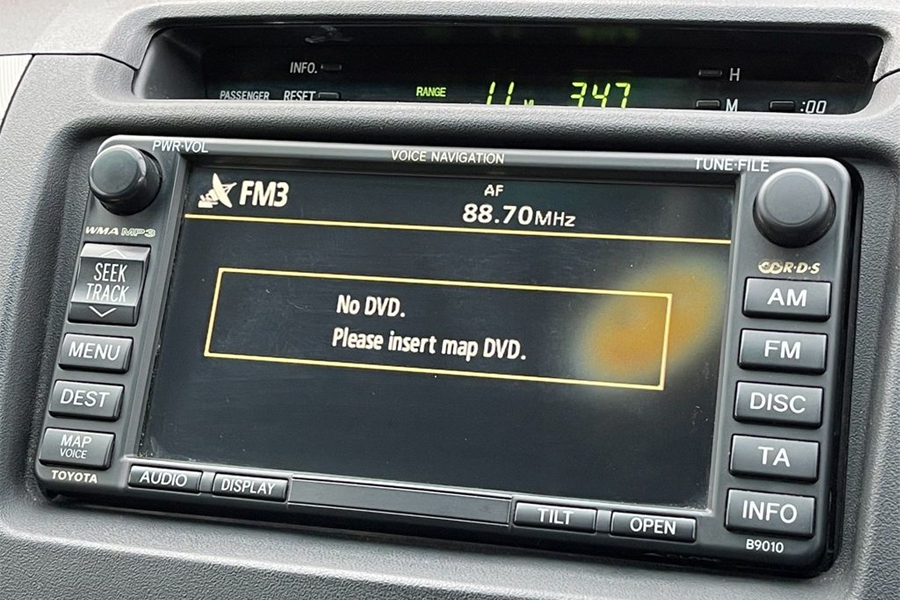 INFO.
H
PASSENGER RESET RANGE 11 347 M :00
PWR·VOL
VOICE NAVIGATION
TUNE·FILE
FM3
AF
88.70MHz
WMA MP3
R·D·S
SEEK
TRACK
AM
No DVD.
Please insert map DVD.
MENU
FM
DEST
DISC
MAP
VOICE
TA
TOYOTA
AUDIO
DISPLAY
TILT
OPEN
INFO
B9010